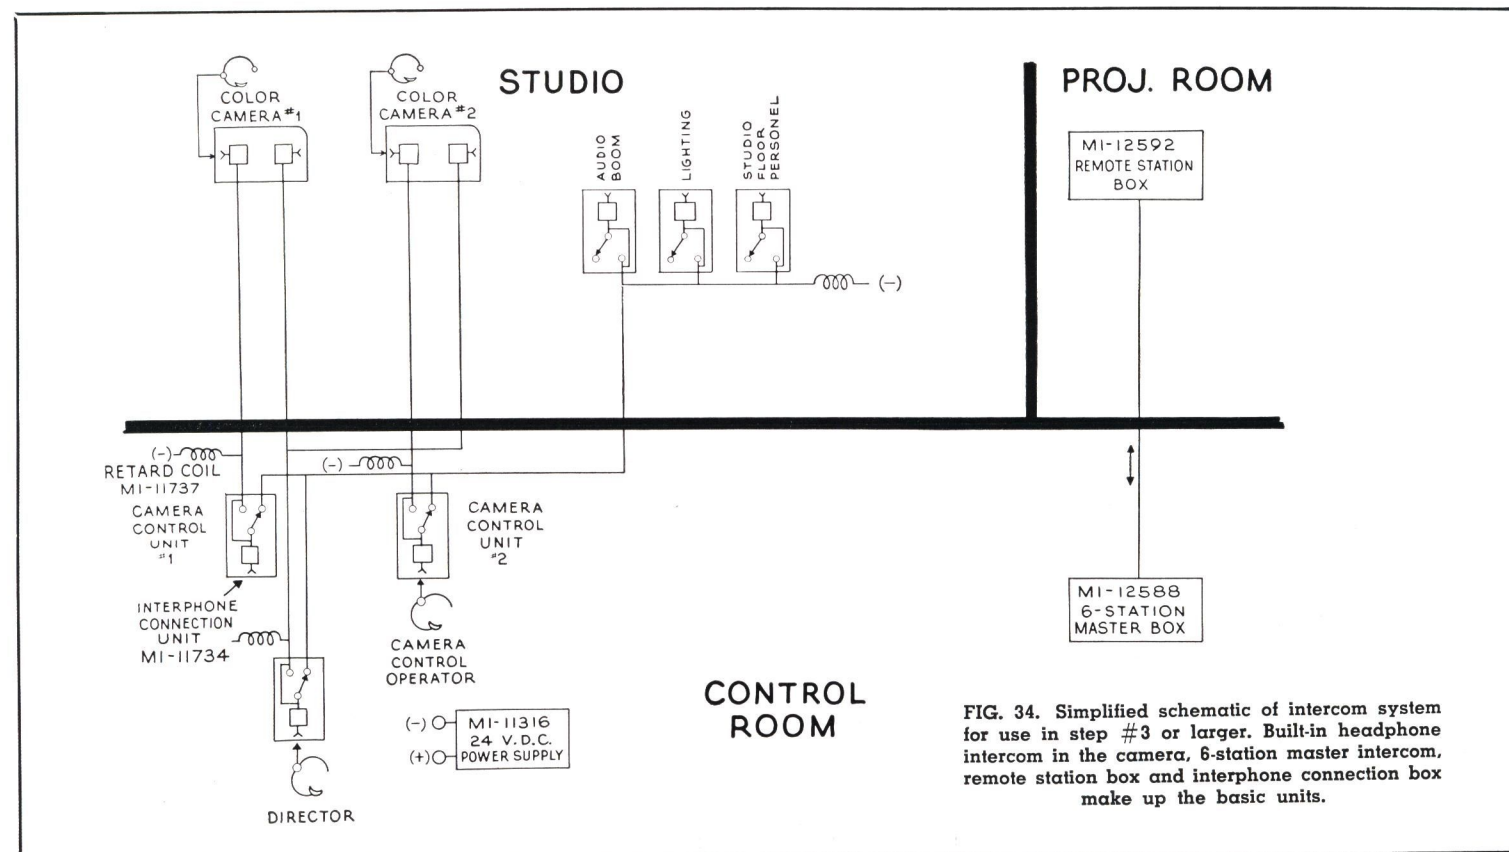 STUDIO
PROJ. ROOM
COLOR
CAMERA #1
COLOR
CAMERA #2
AUDIO
BOOM
LIGHTING
STUDIO
FLOOR
PERSONEL
MI-12592
REMOTE STATION
BOX
(-)
(-)
RETARD COIL
MI-11737
(-)
CAMERA
CONTROL
UNIT
#1
CAMERA
CONTROL
UNIT
#2
INTERPHONE
CONNECTION
UNIT
MI-11734
CAMERA
CONTROL
OPERATOR
MI-12588
6-STATION
MASTER BOX
CONTROL
ROOM
(-) MI-11316
24 V.D.C.
(+) POWER SUPPLY
DIRECTOR
FIG. 34. Simplified schematic of intercom system
for use in step #3 or larger. Built-in headphone
intercom in the camera, 6-station master intercom,
remote station box and interphone connection box
make up the basic units.